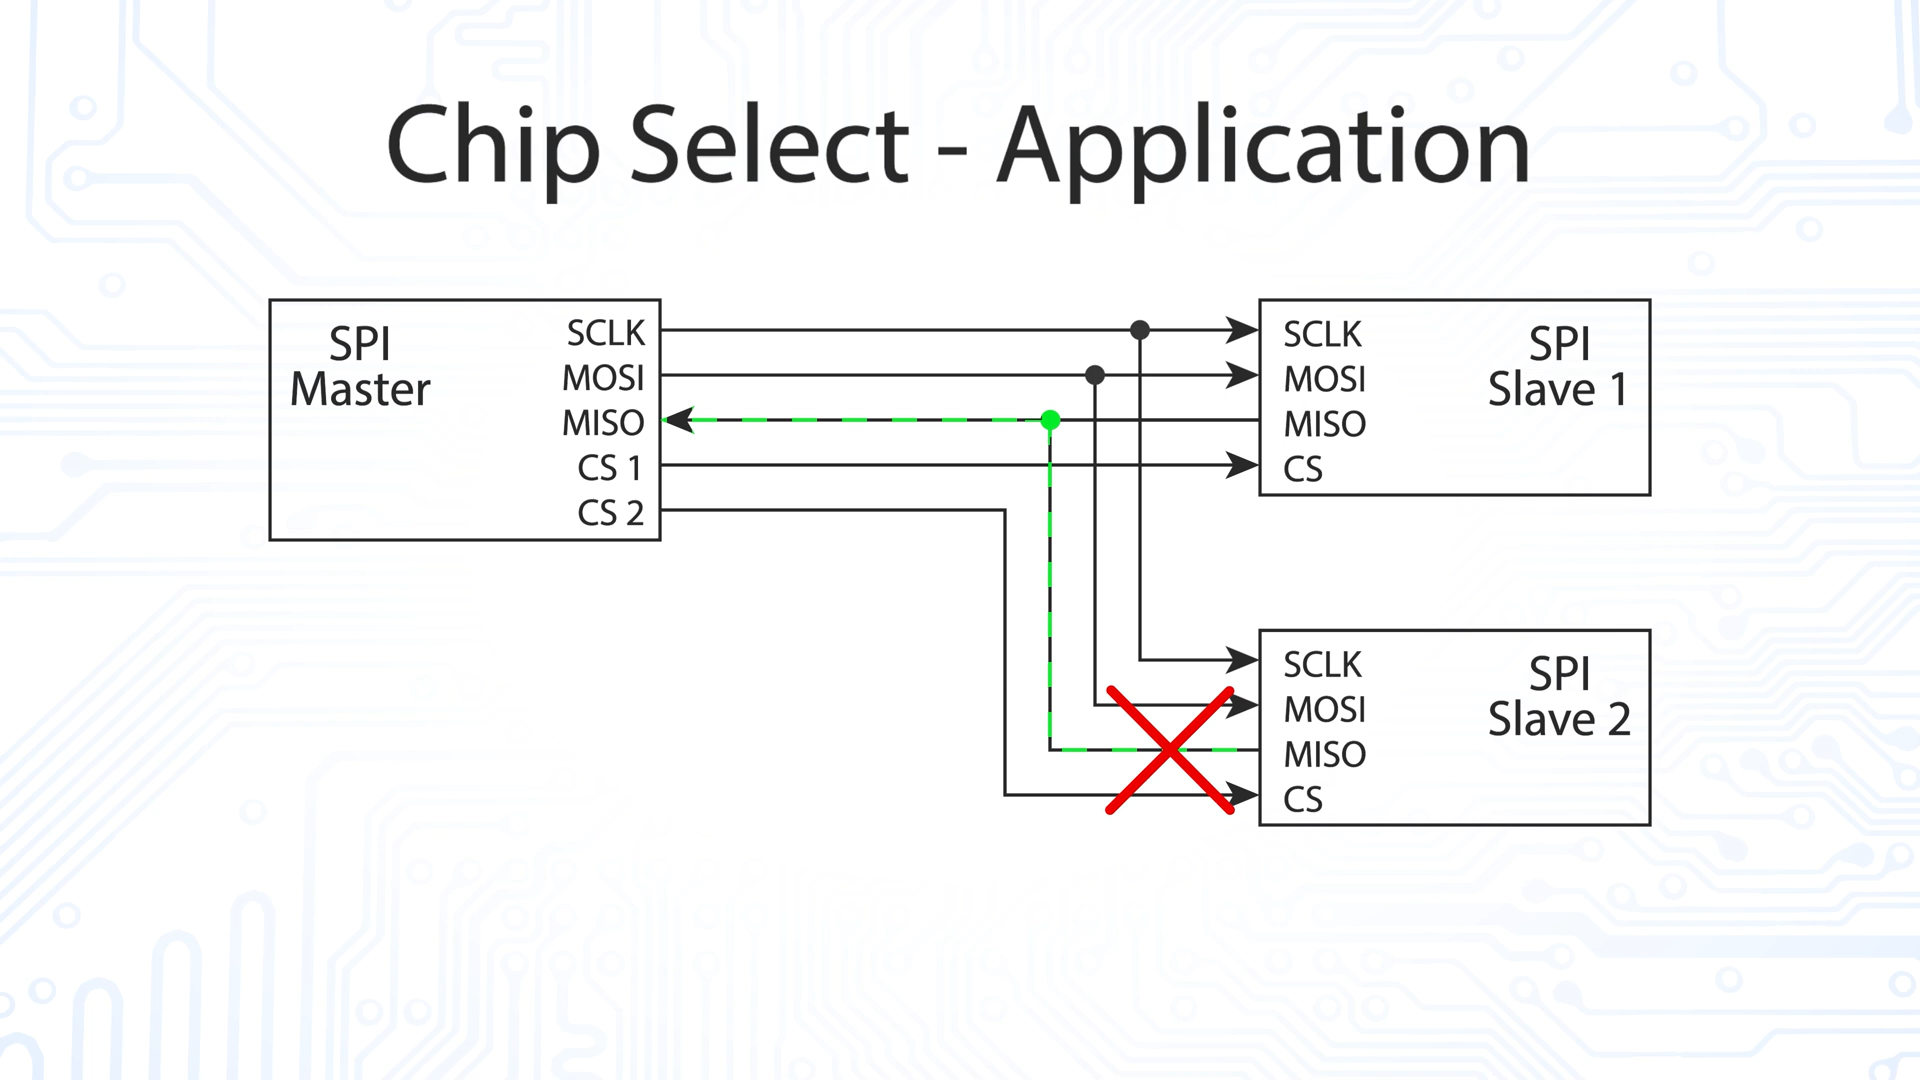 Chip Select - Application
SPI
Master
SCLK
MOSI
MISO
CS 1
CS 2
SCLK
MOSI
MISO
CS
SPI
Slave 1
SCLK
MOSI
MISO
CS
SPI
Slave 2